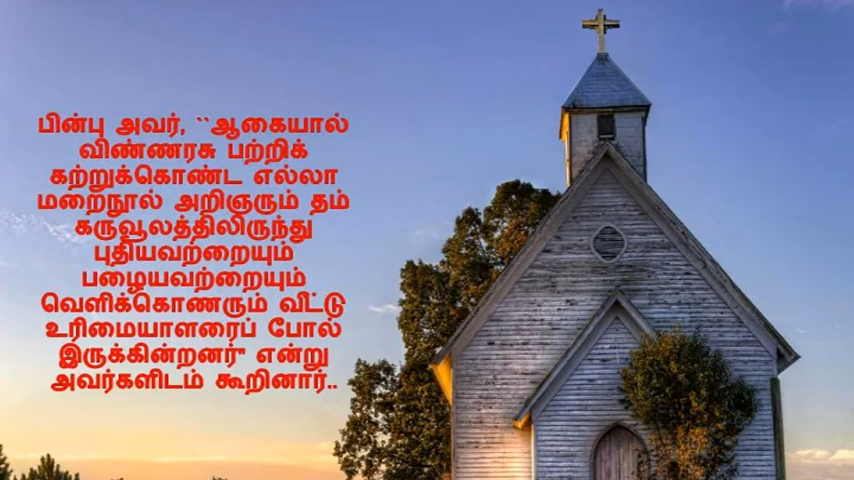 பின்பு அவர், ``ஆகையால்
விண்ணரசு பற்றிக்
கற்றுக்கொண்ட எல்லா
மறைநூல் அறிஞரும் தம்
கருவூலத்திலிருந்து
புதியவற்றையும்
பழையவற்றையும்
வெளிக்கொணரும் வீட்டு
உரிமையாளரைப் போல்
இருக்கின்றனர்" என்று
அவர்களிடம் கூறினார்..